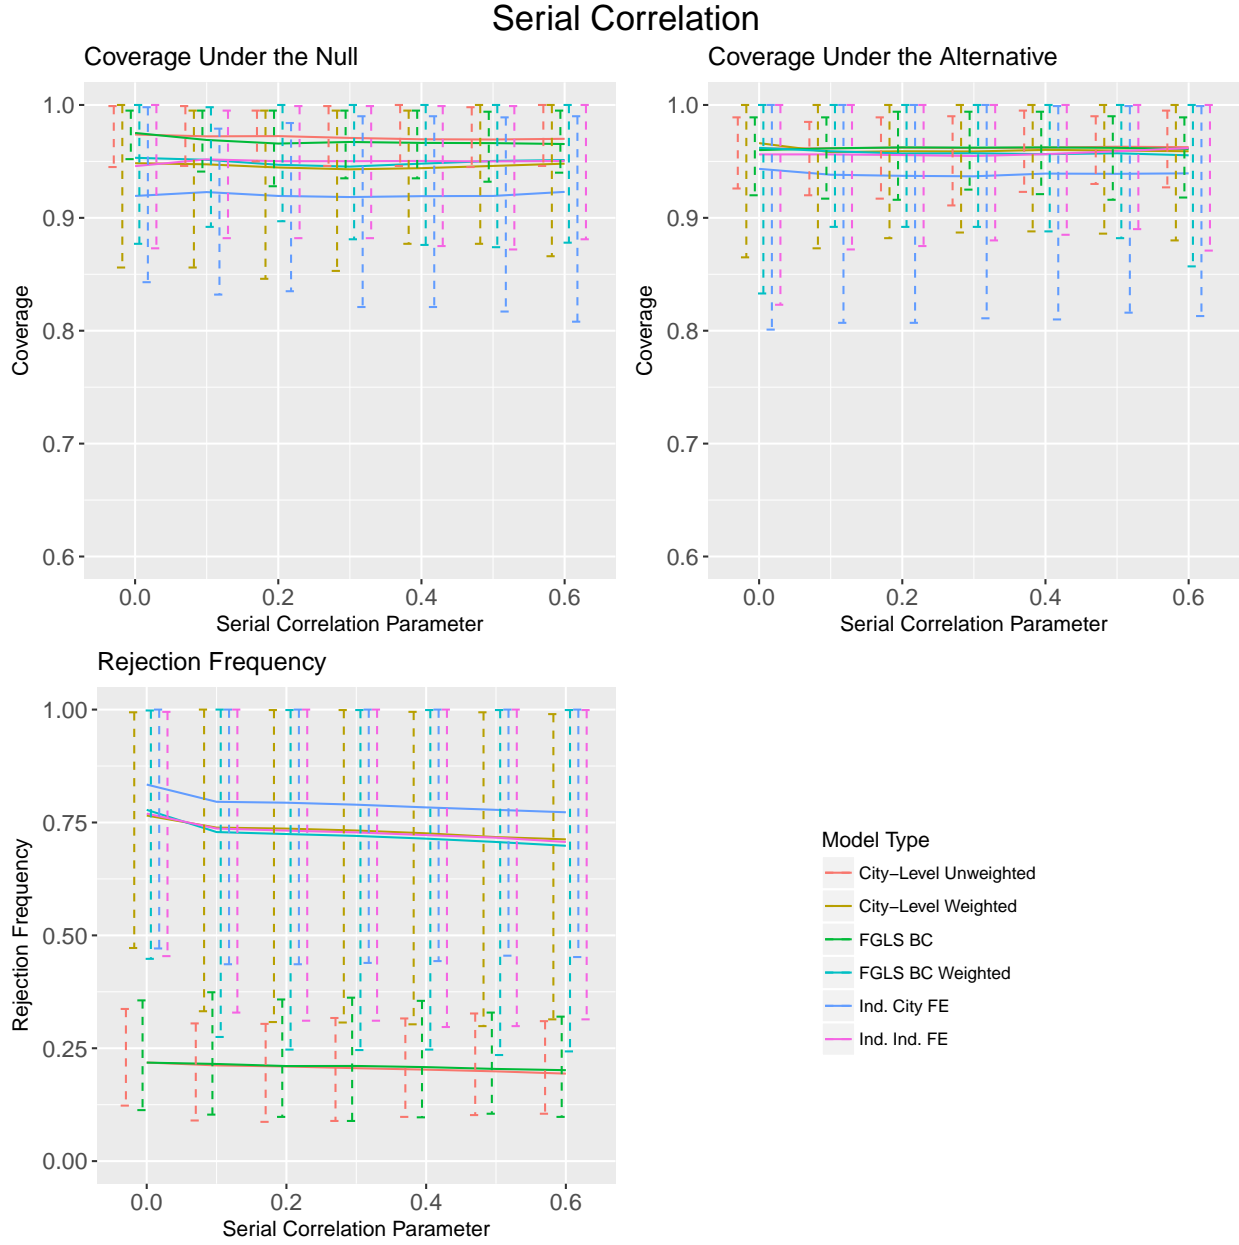 Serial Correlation
Coverage Under the Null
1.0
0.9
0.8
0.7
0.6
Coverage
0.0 0.2 0.4 0.6
Serial Correlation Parameter
Coverage Under the Alternative
1.0
0.9
0.8
0.7
0.6
Coverage
0.0 0.2 0.4 0.6
Serial Correlation Parameter
Rejection Frequency
1.00
0.75
0.50
0.25
0.00
Rejection Frequency
0.0 0.2 0.4 0.6
Serial Correlation Parameter
Model Type
City−Level Unweighted
City−Level Weighted
FGLS BC
FGLS BC Weighted
Ind. City FE
Ind. Ind. FE